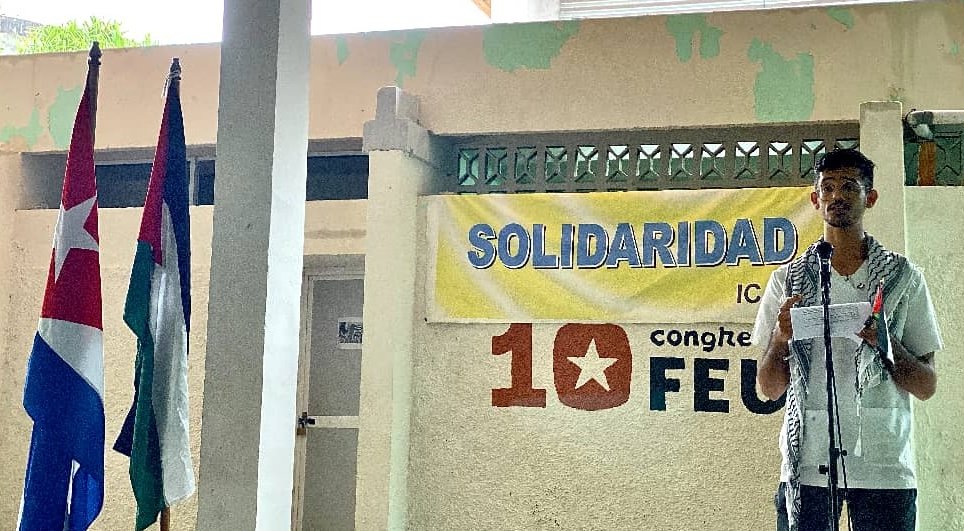 SOLIDARIDAD
IC
10 congre
FEU